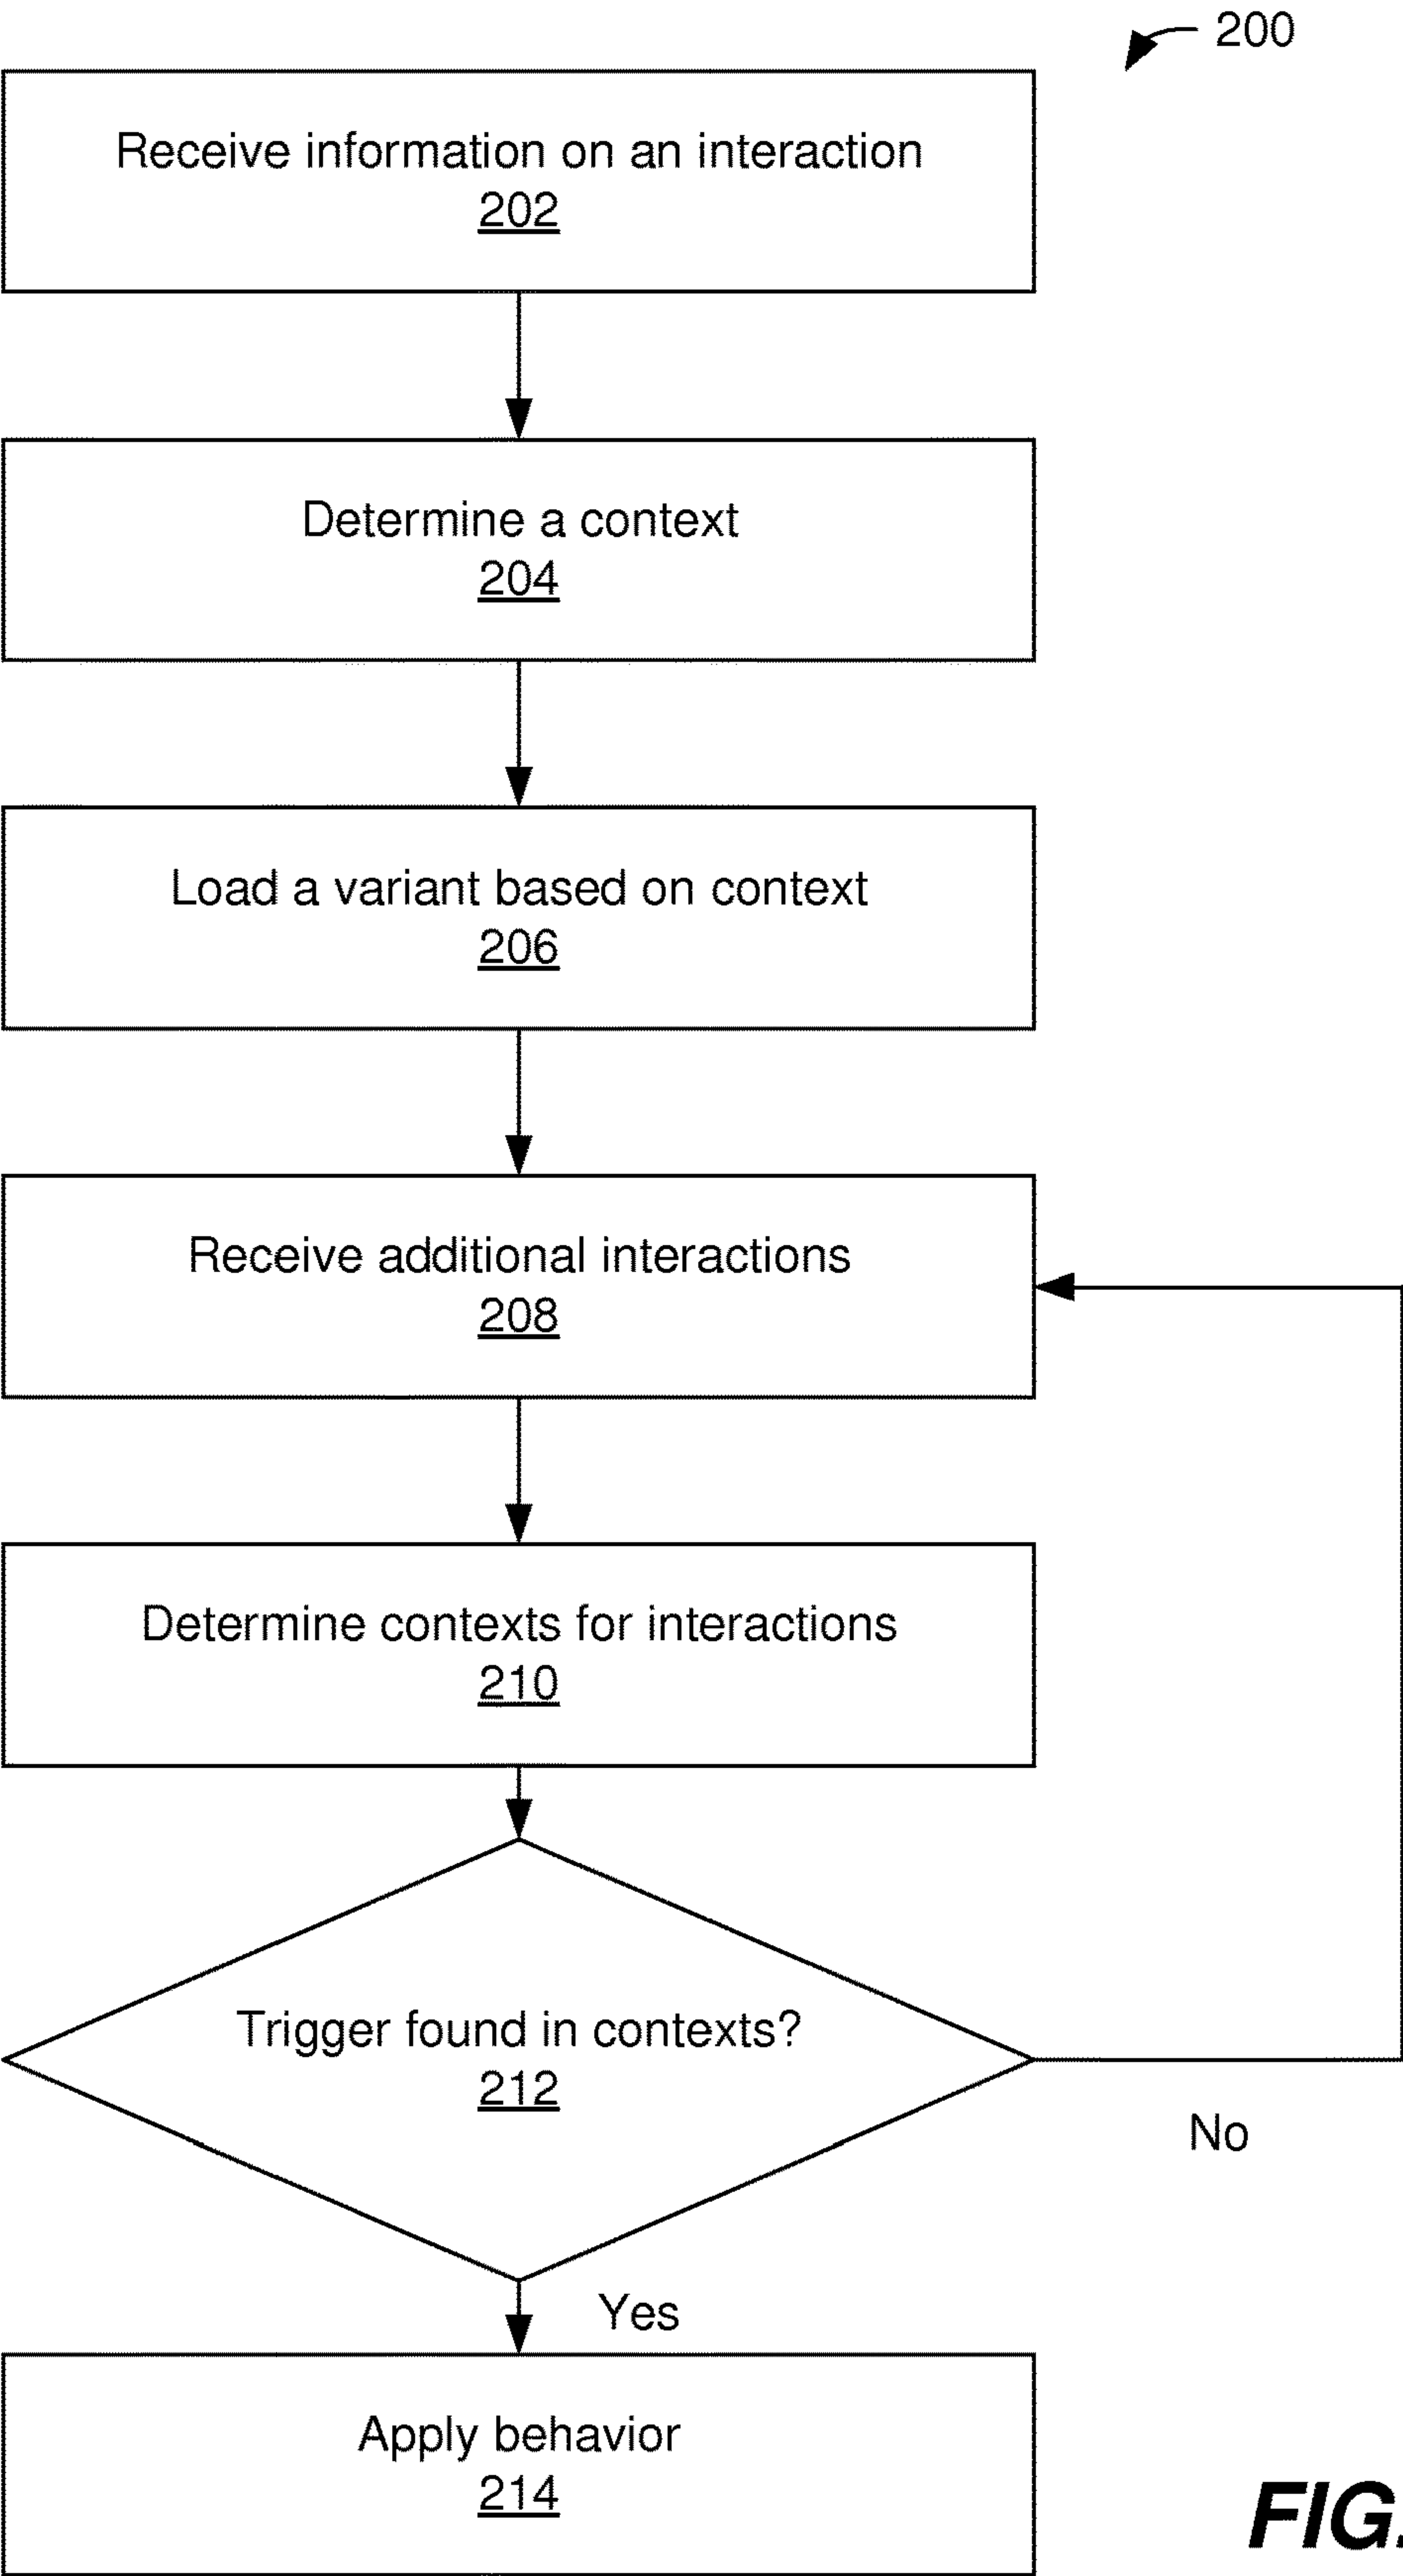 200
Receive information on an interaction
202
Determine a context
204
Load a variant based on context
206
Receive additional interactions
208
Determine contexts for interactions
210
Trigger found in contexts?
212
No
Yes
Apply behavior
214
FIG.